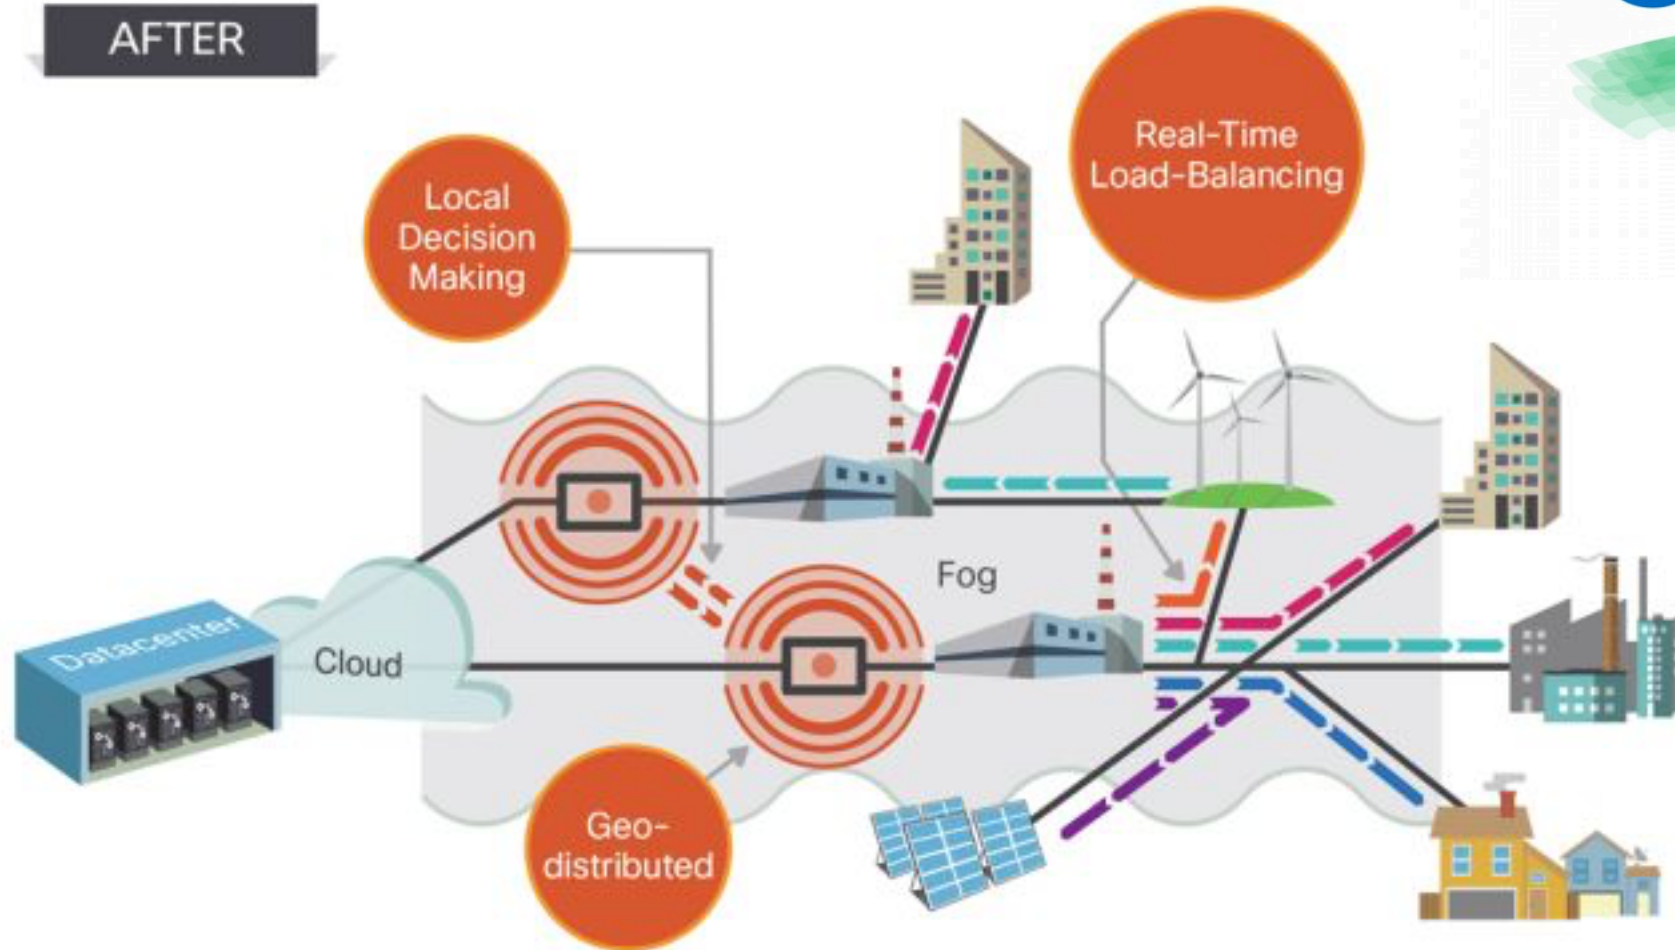 AFTER
Real-Time
Load-Balancing
Local
Decision
Making
Fog
Datacenter
Cloud
Geo-
distributed